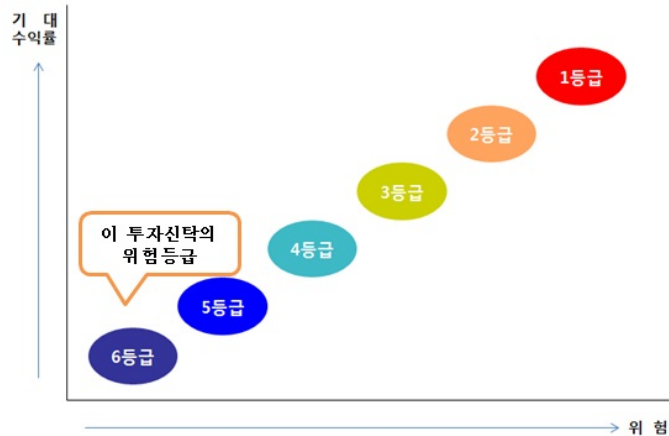 기 대
수익률
1등급
2등급
3등급
이 투자신탁의
위험등급
4등급
5등급
6등급
위 험